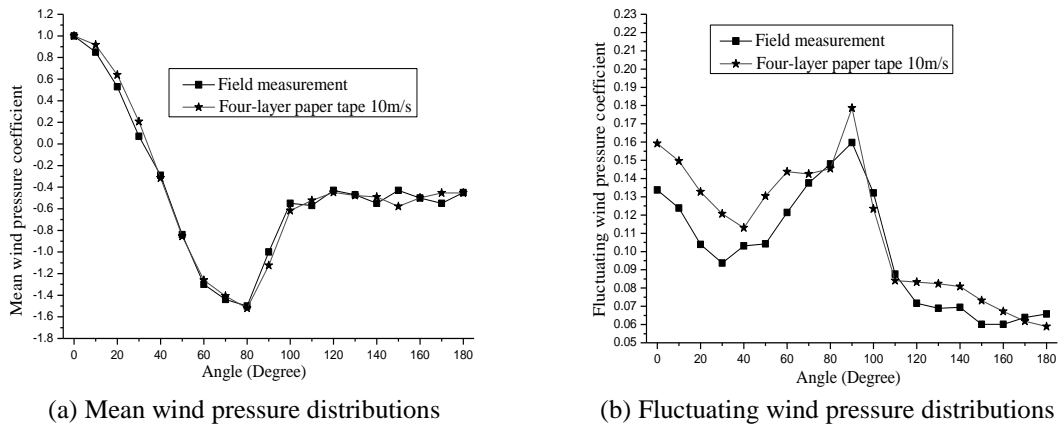 Mean wind pressure coefficient
1.2
1.0
0.8
0.6
0.4
0.2
0.0
-0.2
-0.4
-0.6
-0.8
-1.0
-1.2
-1.4
-1.6
-1.8
Field measurement
Four-layer paper tape 10m/s
0 20 40 60 80 100 120 140 160 180
Angle (Degree)
(a) Mean wind pressure distributions
Fluctuating wind pressure coefficient
0.23
0.22
0.21
0.20
0.19
0.18
0.17
0.16
0.15
0.14
0.13
0.12
0.11
0.10
0.09
0.08
0.07
0.06
0.05
Field measurement
Four-layer paper tape 10m/s
0 20 40 60 80 100 120 140 160 180
Angle (Degree)
(b) Fluctuating wind pressure distributions